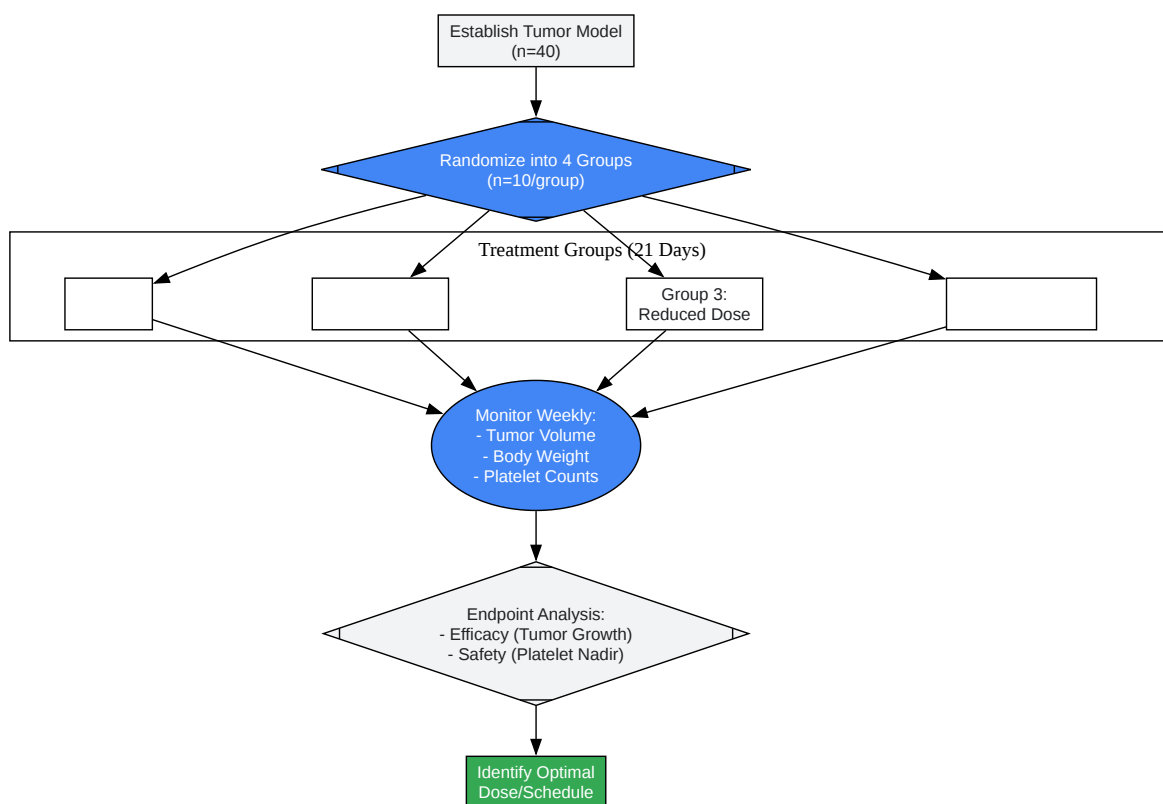 Establish Tumor Model
(n=40)
Randomize into 4 Groups
(n=10/group)
Treatment Groups (21 Days)
Group 3:
Reduced Dose
Monitor Weekly:
- Tumor Volume
- Body Weight
- Platelet Counts
Endpoint Analysis:
- Efficacy (Tumor Growth)
- Safety (Platelet Nadir)
Identify Optimal
Dose/Schedule